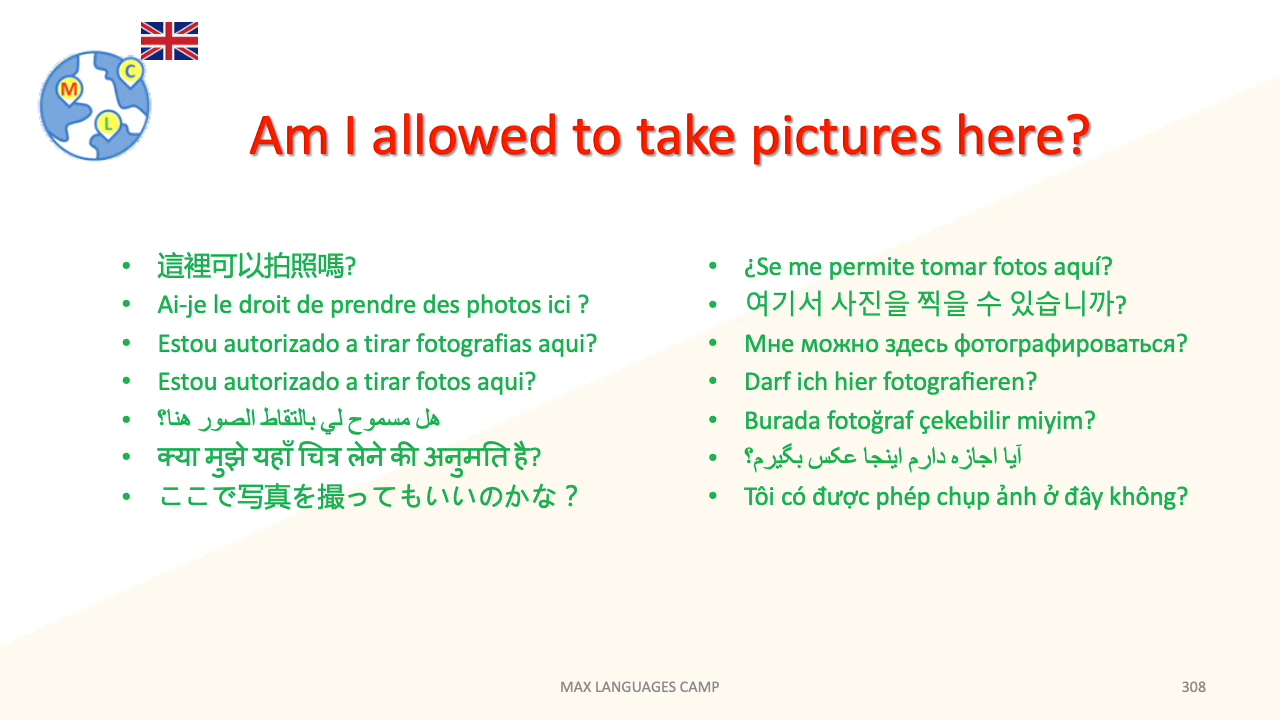 C
M
L
Am I allowed to take pictures here?
• 這裡可以拍照嗎?
• Ai-je le droit de prendre des photos ici ?
• Estou autorizado a tirar fotografias aqui?
• Estou autorizado a tirar fotos aqui?
• هل مسموح لي بالتقاط الصور هنا؟
• क्या मुझे यहाँ चित्र लेने की अनुमति है?
• ここで写真を撮ってもいいのかな？
• ¿Se me permite tomar fotos aquí?
• 여기서 사진을 찍을 수 있습니까?
• Мне можно здесь фотографироваться?
• Darf ich hier fotografieren?
• Burada fotoğraf çekebilir miyim?
• آیا اجازه دارم اینجا عکس بگیرم؟
• Tôi có được phép chụp ảnh ở đây không?
MAX LANGUAGES CAMP
308